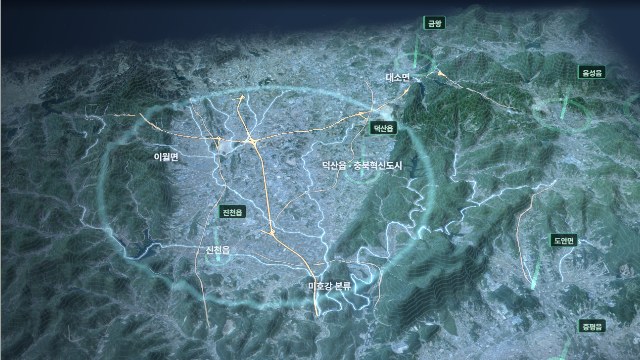 금왕
음성읍
대소면
덕산읍
이월면
덕산읍·충북혁신도시
진천읍
진천읍
도안면
미호강 본류
증평읍